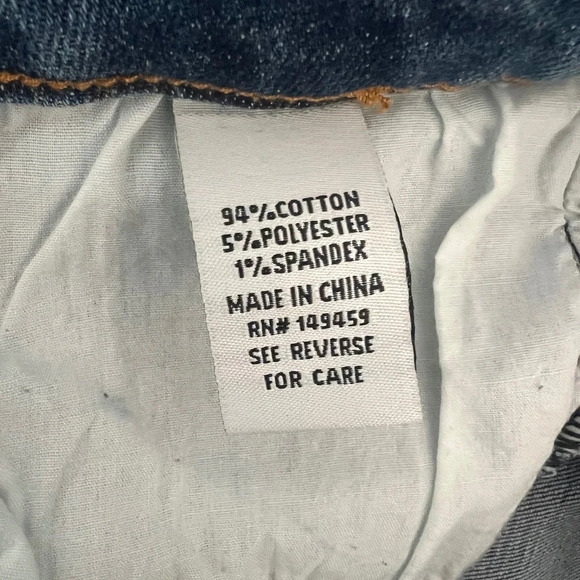 94%COTTON
5%POLYESTER
1%SPANDEX
MADE IN CHINA
RN# 149459
SEE REVERSE
FOR CARE